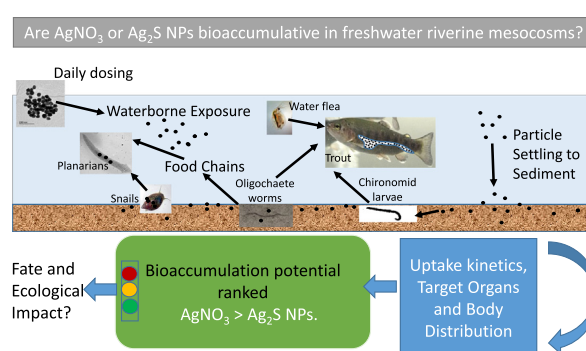 Are AgNO₃ or Ag₂S NPs bioaccumulative in freshwater riverine mesocosms?
Daily dosing
Waterborne Exposure
Water flea
Planarians
Food Chains
Trout
Particle
Settling to
Sediment
Snails
Oligochaete
worms
Chironomid
larvae
Fate and
Ecological
Impact?
Bioaccumulation potential
ranked
AgNO₃ > Ag₂S NPs.
Uptake kinetics,
Target Organs
and Body
Distribution